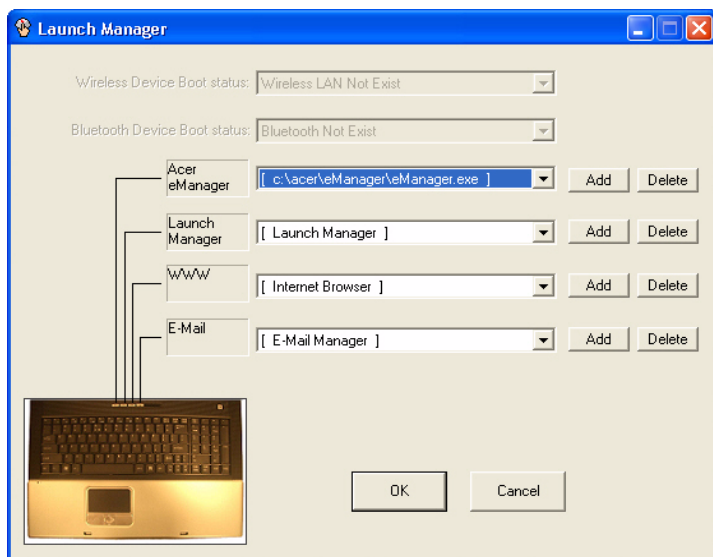 Launch Manager
Wireless Device Boot status: Wireless LAN Not Exist
Bluetooth Device Boot status: Bluetooth Not Exist
Acer
eManager
[ c:\acer\eManager\eManager.exe ]
Add
Delete
Launch
Manager
[ Launch Manager ]
Add
Delete
WWW
[ Internet Browser ]
Add
Delete
E-Mail
[ E-Mail Manager ]
Add
Delete
OK
Cancel